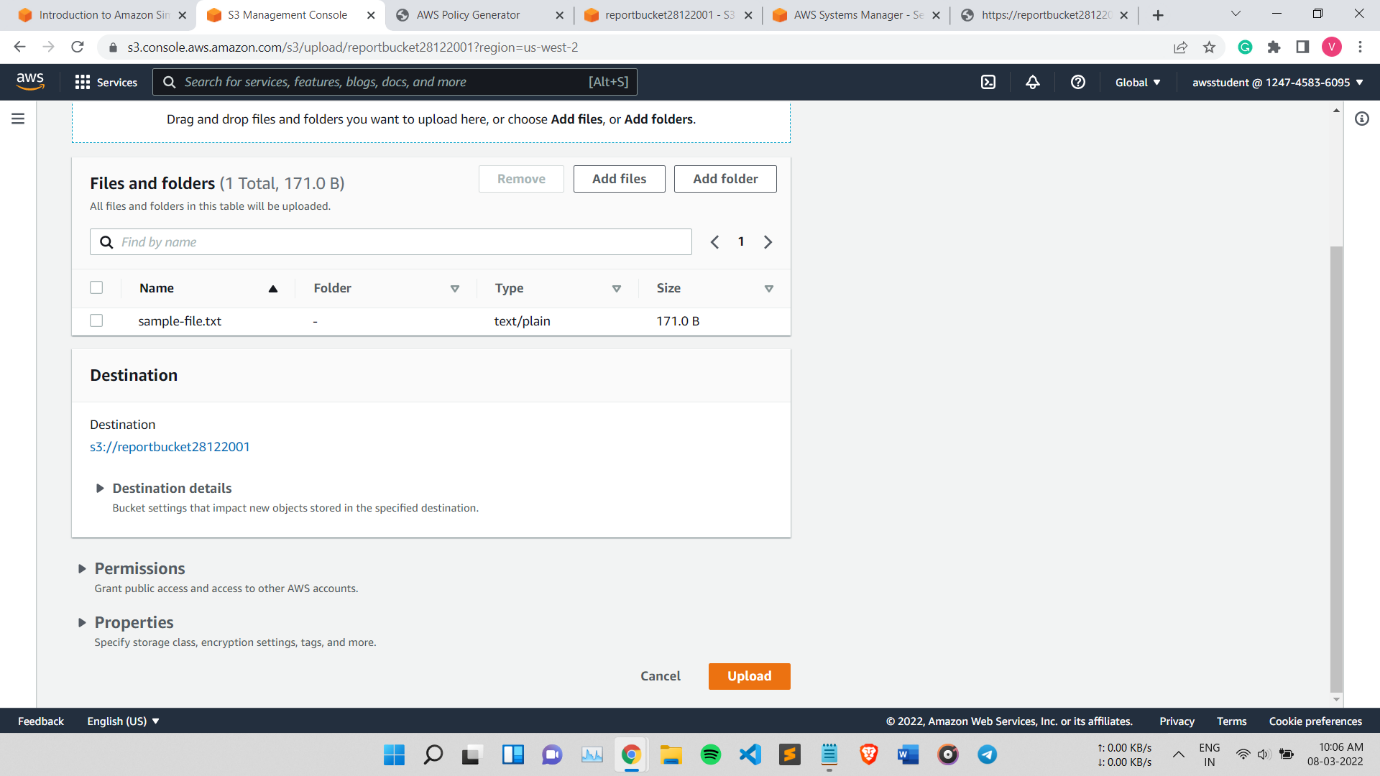 Introduction to Amazon Sim
S3 Management Console
AWS Policy Generator
reportbucket28122001 - S3
AWS Systems Manager - Se
https://reportbucket281220
s3.console.aws.amazon.com/s3/upload/reportbucket28122001?region=us-west-2
V
aws
Services
Search for services, features, blogs, docs, and more
[Alt+S]
Global
awsstudent @ 1247-4583-6095
Drag and drop files and folders you want to upload here, or choose Add files, or Add folders.
Files and folders (1 Total, 171.0 B)
Remove
Add files
Add folder
All files and folders in this table will be uploaded.
Find by name
1
Name
Folder
Type
Size
sample-file.txt
-
text/plain
171.0 B
Destination
Destination
s3://reportbucket28122001
Destination details
Bucket settings that impact new objects stored in the specified destination.
Permissions
Grant public access and access to other AWS accounts.
Properties
Specify storage class, encryption settings, tags, and more.
Cancel
Upload
Feedback
English (US)
© 2022, Amazon Web Services, Inc. or its affiliates.
Privacy
Terms
Cookie preferences
↑: 0.00 KB/s
↓: 0.00 KB/s
ENG
IN
10:06 AM
08-03-2022